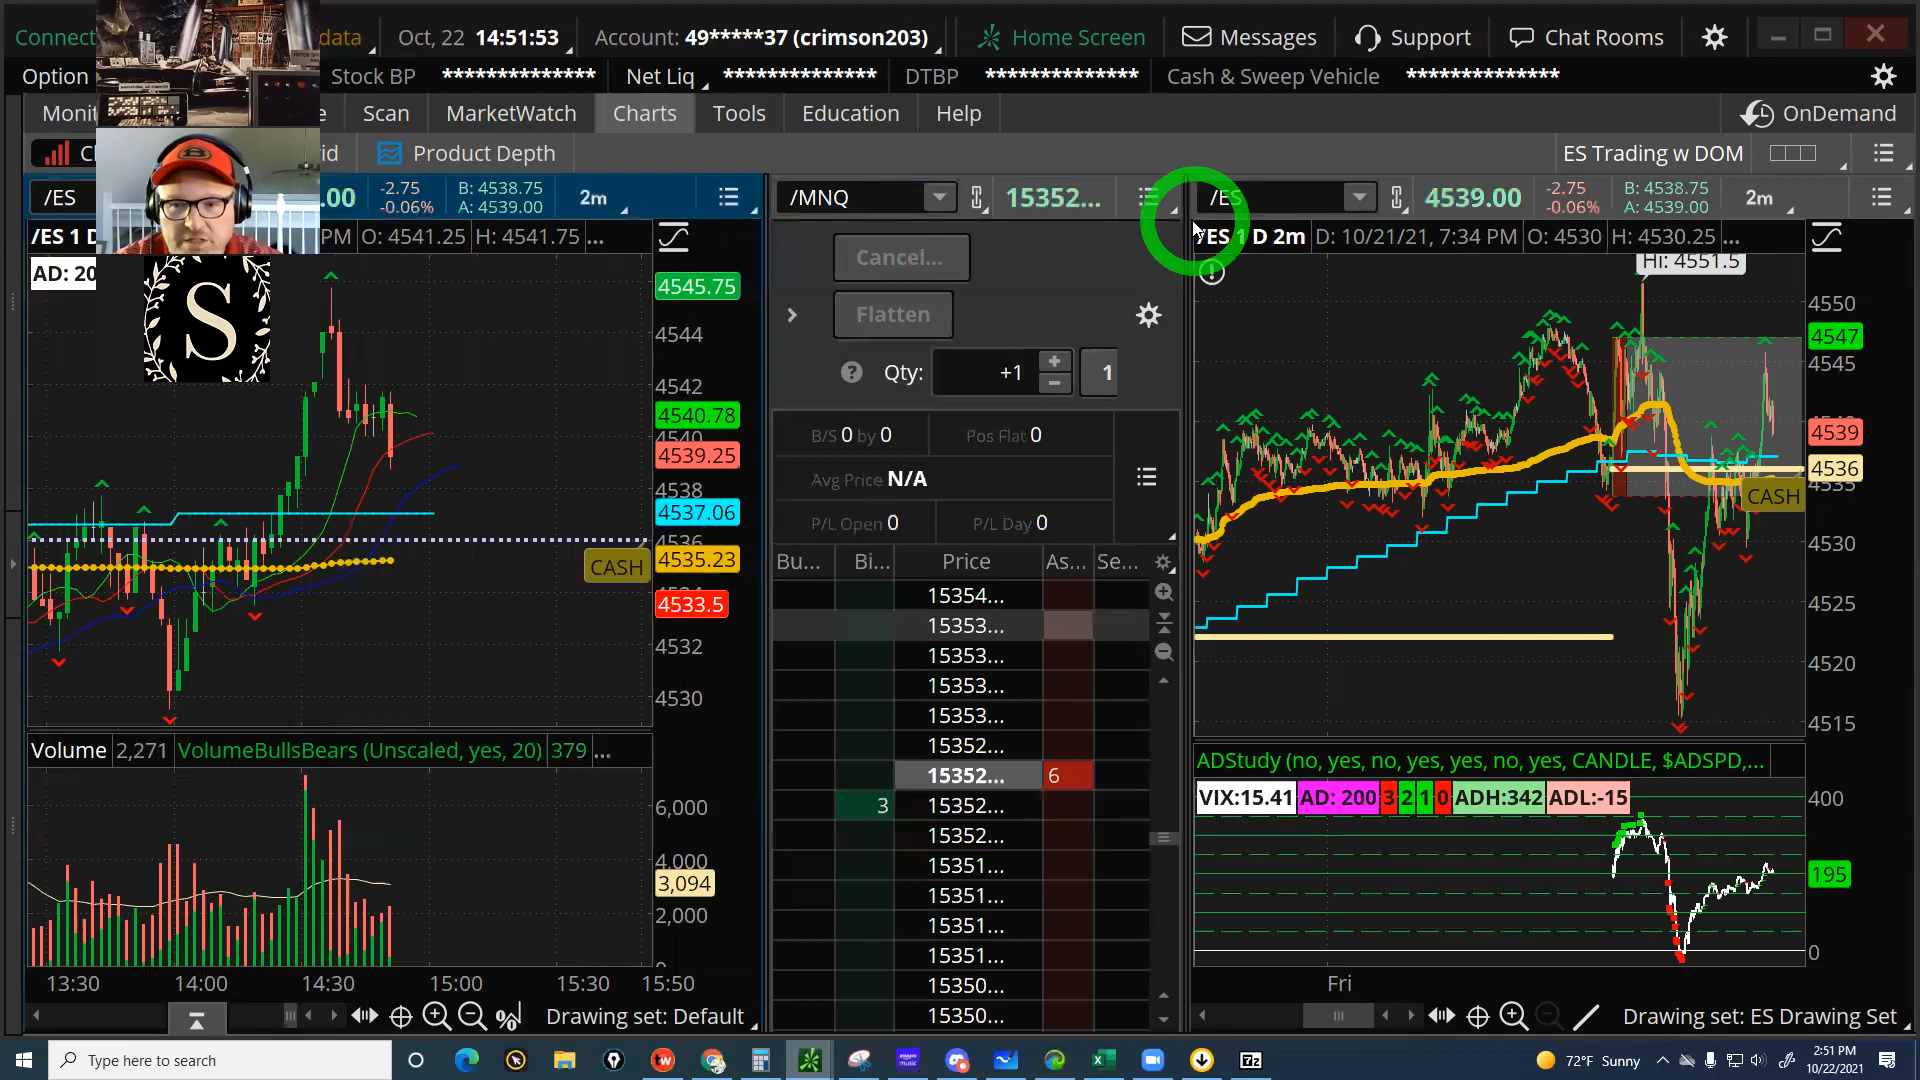 Connect data Oct, 22 14:51:53 Account: 49*****37 (crimson203) Home Screen Messages Support Chat Rooms
Option Stock BP ************** Net Liq ************** DTBP ************** Cash & Sweep Vehicle **************
Monit e Scan MarketWatch Charts Tools Education Help OnDemand
Cl rid Product Depth ES Trading w DOM
/ES .00 -2.75 -0.06% B: 4538.75 A: 4539.00 2m
/MNQ 15352...
/ES 4539.00 -2.75 -0.06% B: 4538.75 A: 4539.00 2m
/ES 1 D PM O: 4541.25 H: 4541.75 ...
AD: 20
S
4545.75
4544
4542
4540.78
4540
4539.25
4538
4537.06
4536
CASH 4535.23
4533.5
4532
4530
Volume 2,271 VolumeBullsBears (Unscaled, yes, 20) 379 ...
6,000
4,000
3,094
2,000
13:30 14:00 14:30 15:00 15:30 15:50
Drawing set: Default
Cancel...
Flatten
Qty: +1 1
B/S 0 by 0 Pos Flat 0
Avg Price N/A
P/L Open 0 P/L Day 0
Bu... Bi... Price As... Se...
15354...
15353...
15353...
15353...
15353...
15352...
15352... 6
3 15352...
15352...
15351...
15351...
15351...
15351...
15350...
15350...
/ES 1 D 2m D: 10/21/21, 7:34 PM O: 4530 H: 4530.25 ...
Hi: 4551.5
4550
4547
4545
4539
4536
4535
CASH
4530
4525
4520
4515
ADStudy (no, yes, no, yes, yes, no, yes, CANDLE, $ADSPD,...
VIX:15.41 AD: 200 3 2 1 0 ADH:342 ADL:-15 400
195
0
Fri
Drawing set: ES Drawing Set
Type here to search
72°F Sunny
2:51 PM
10/22/2021